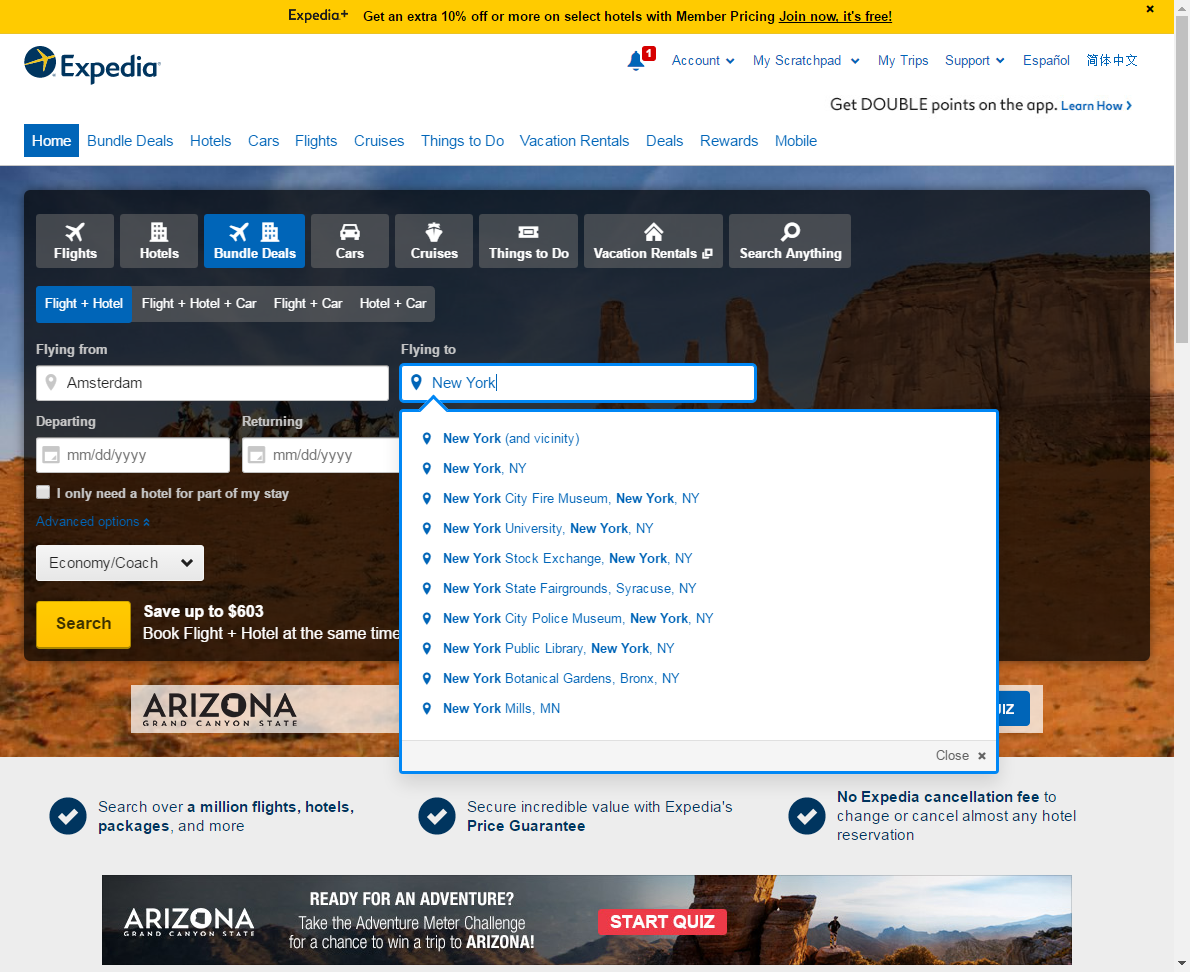 Expedia+ Get an extra 10% off or more on select hotels with Member Pricing Join now, it's free!
Expedia
1 Account My Scratchpad My Trips Support Español 简体中文
Get DOUBLE points on the app. Learn How
Home Bundle Deals Hotels Cars Flights Cruises Things to Do Vacation Rentals Deals Rewards Mobile
Flights Hotels Bundle Deals Cars Cruises Things to Do Vacation Rentals Search Anything
Flight + Hotel Flight + Hotel + Car Flight + Car Hotel + Car
Flying from Flying to
Amsterdam New York
Departing Returning
mm/dd/yyyy mm/dd/yyyy
I only need a hotel for part of my stay
Advanced options
Economy/Coach
Search
Save up to $603
Book Flight + Hotel at the same time
New York (and vicinity)
New York, NY
New York City Fire Museum, New York, NY
New York University, New York, NY
New York Stock Exchange, New York, NY
New York State Fairgrounds, Syracuse, NY
New York City Police Museum, New York, NY
New York Public Library, New York, NY
New York Botanical Gardens, Bronx, NY
New York Mills, MN
Close
ARIZONA
GRAND CANYON STATE
Search over a million flights, hotels,
packages, and more
Secure incredible value with Expedia's
Price Guarantee
No Expedia cancellation fee to
change or cancel almost any hotel
reservation
ARIZONA
GRAND CANYON STATE
READY FOR AN ADVENTURE?
Take the Adventure Meter Challenge
for a chance to win a trip to ARIZONA!
START QUIZ